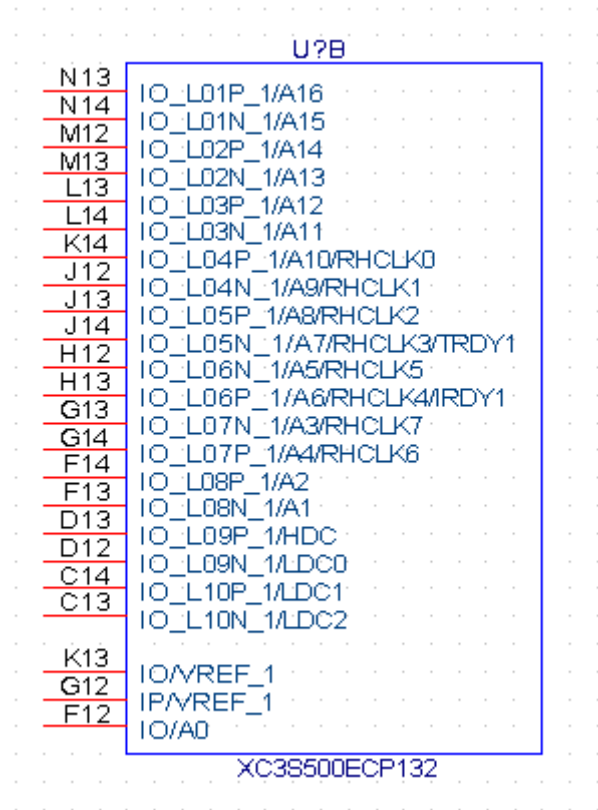 U?B
N13 IO_L01P_1/A16
N14 IO_L01N_1/A15
M12 IO_L02P_1/A14
M13 IO_L02N_1/A13
L13 IO_L03P_1/A12
L14 IO_L03N_1/A11
K14 IO_L04P_1/A10/RHCLK0
J12 IO_L04N_1/A9/RHCLK1
J13 IO_L05P_1/A8/RHCLK2
J14 IO_L05N_1/A7/RHCLK3/TRDY1
H12 IO_L06N_1/A5/RHCLK5
H13 IO_L06P_1/A6/RHCLK4/IRDY1
G13 IO_L07N_1/A3/RHCLK7
G14 IO_L07P_1/A4/RHCLK6
F14 IO_L08P_1/A2
F13 IO_L08N_1/A1
D13 IO_L09P_1/HDC
D12 IO_L09N_1/LDC0
C14 IO_L10P_1/LDC1
C13 IO_L10N_1/LDC2
K13 IO/VREF_1
G12 IP/VREF_1
F12 IO/A0
XC3S500ECP132